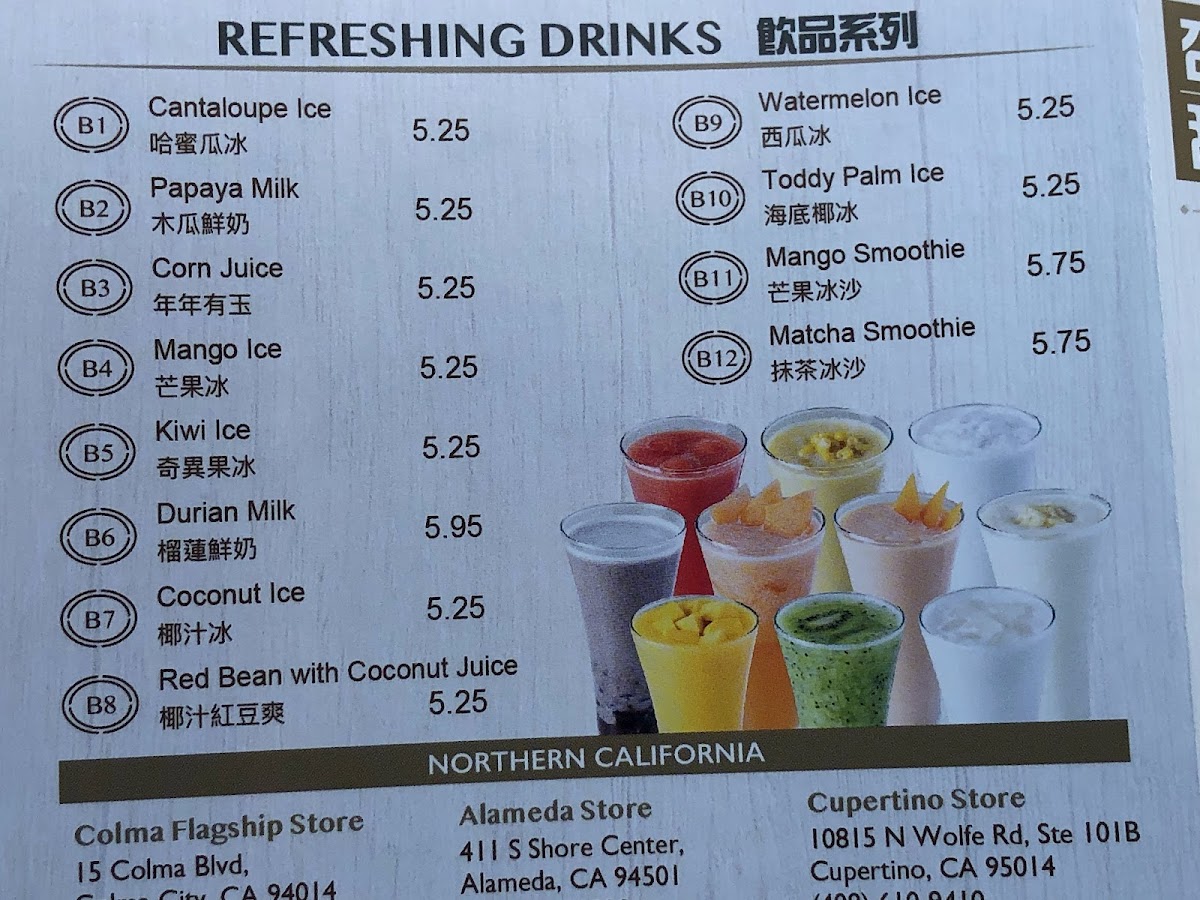 REFRESHING DRINKS 飲品系列
B1 Cantaloupe Ice 5.25
哈蜜瓜冰
B2 Papaya Milk 5.25
木瓜鮮奶
B3 Corn Juice 5.25
年年有玉
B4 Mango Ice 5.25
芒果冰
B5 Kiwi Ice 5.25
奇異果冰
B6 Durian Milk 5.95
榴蓮鮮奶
B7 Coconut Ice 5.25
椰汁冰
B8 Red Bean with Coconut Juice
椰汁紅豆爽 5.25
B9 Watermelon Ice 5.25
西瓜冰
B10 Toddy Palm Ice 5.25
海底椰冰
B11 Mango Smoothie 5.75
芒果冰沙
B12 Matcha Smoothie 5.75
抹茶冰沙
NORTHERN CALIFORNIA
Colma Flagship Store
15 Colma Blvd,
Colma City, CA 94014
Alameda Store
411 S Shore Center,
Alameda, CA 94501
Cupertino Store
10815 N Wolfe Rd, Ste 101B
Cupertino, CA 95014
(408) 610-9410